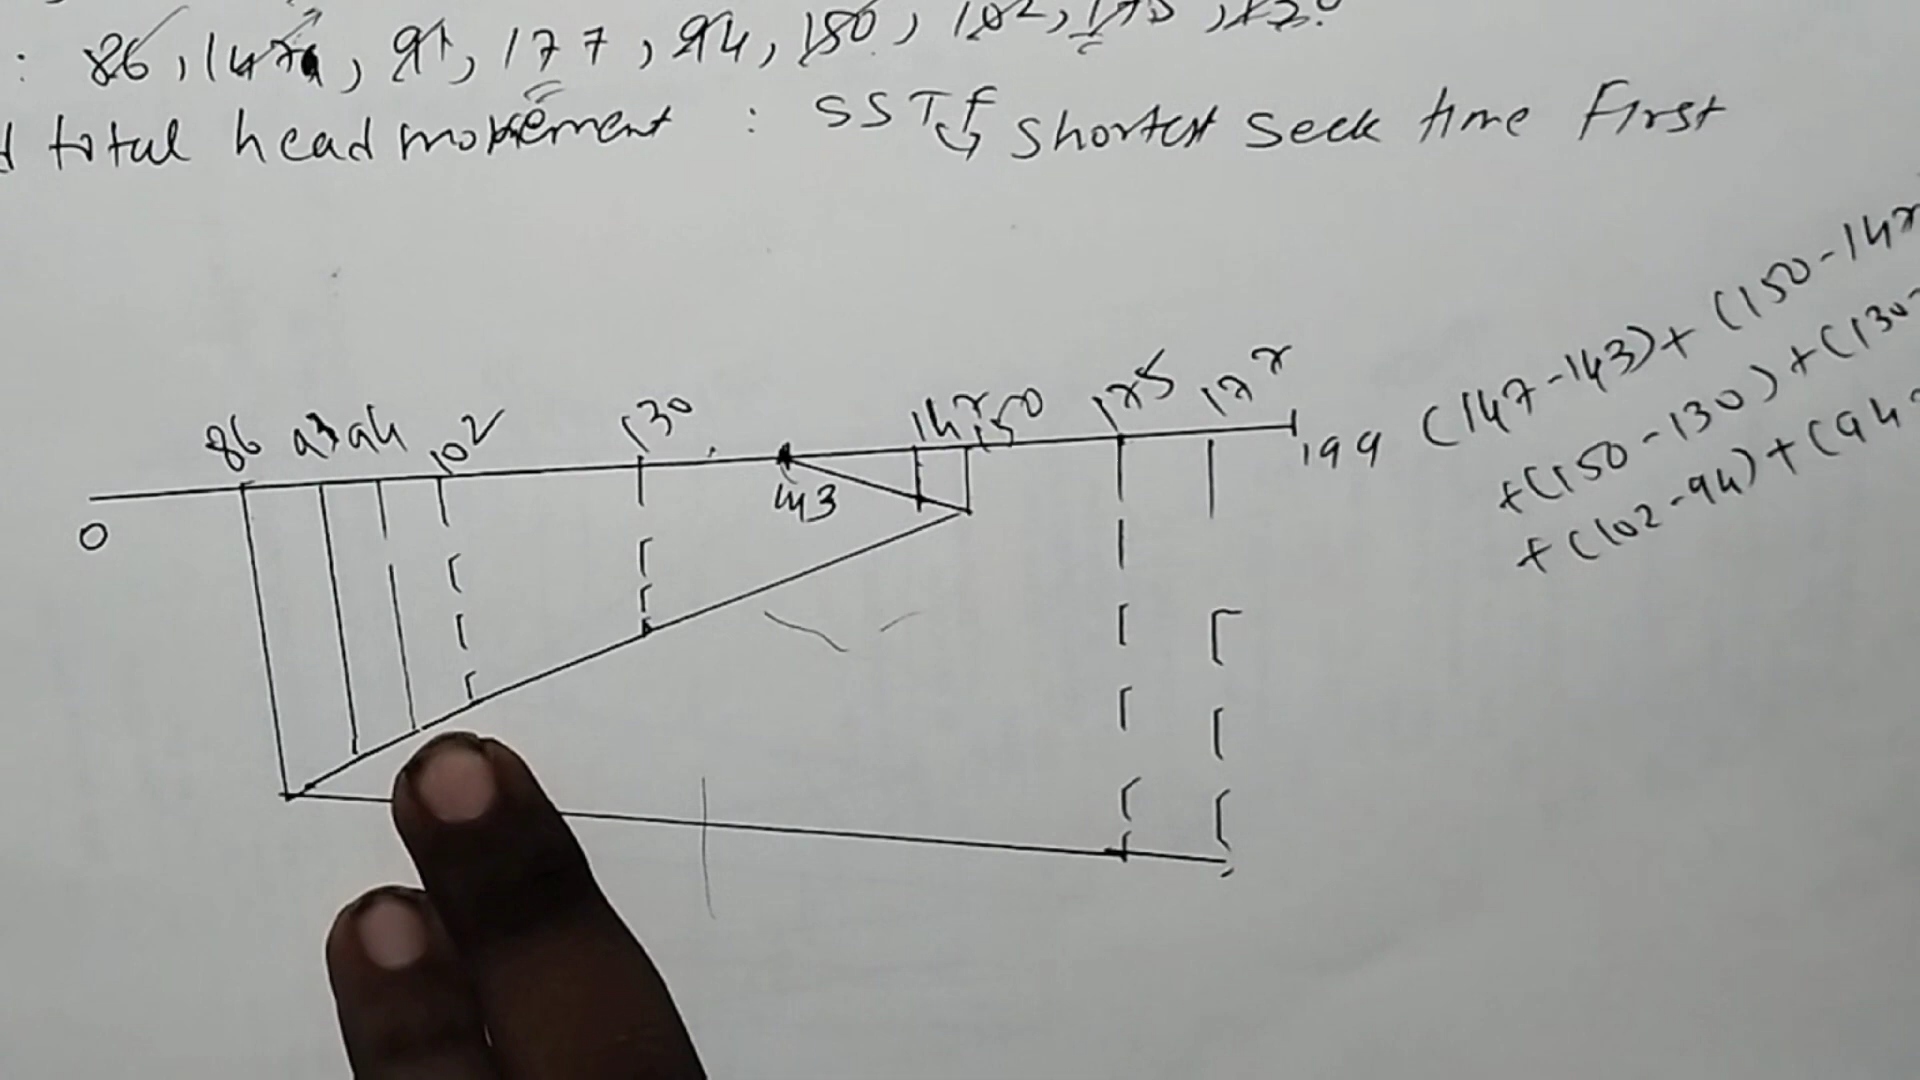 : 86, 147, 91, 177, 94, 150, 102, 175, 130
total head movement : SSTF Shortest Seek time First
86 93 94 102 130 147 150 175 177
0 143 199
(147-143)+(150-147
+(150-130)+(130-
+(102-94)+(94-